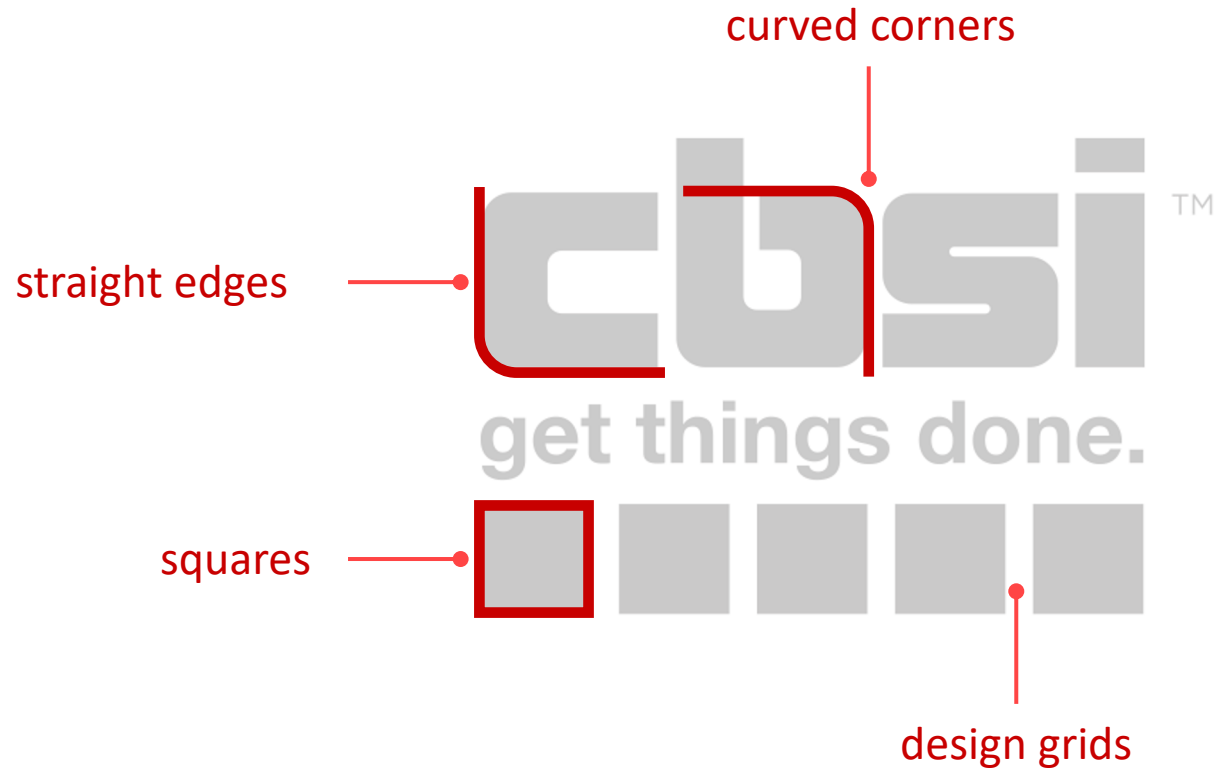 curved corners
cbsi ™
straight edges
get things done.
squares
design grids